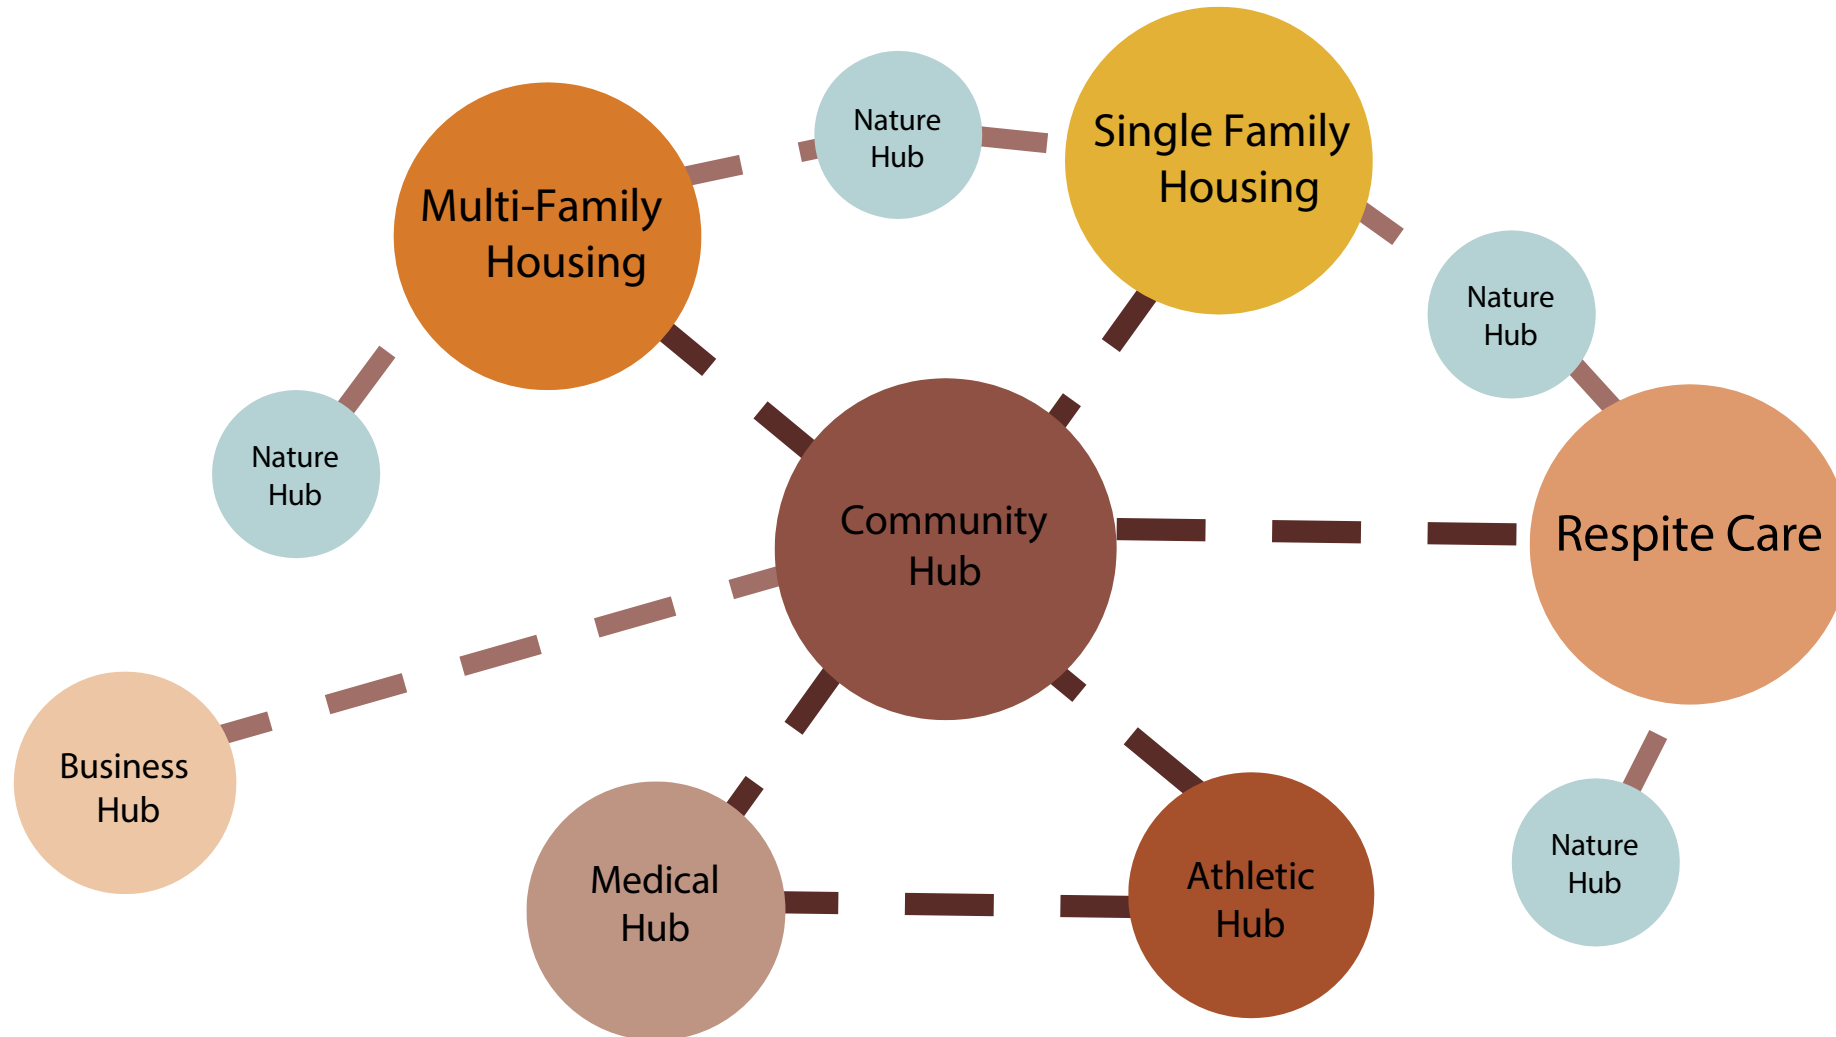 Nature
Hub
Single Family
Housing
Multi-Family
Housing
Nature
Hub
Nature
Hub
Community
Hub
Respite Care
Business
Hub
Medical
Hub
Athletic
Hub
Nature
Hub